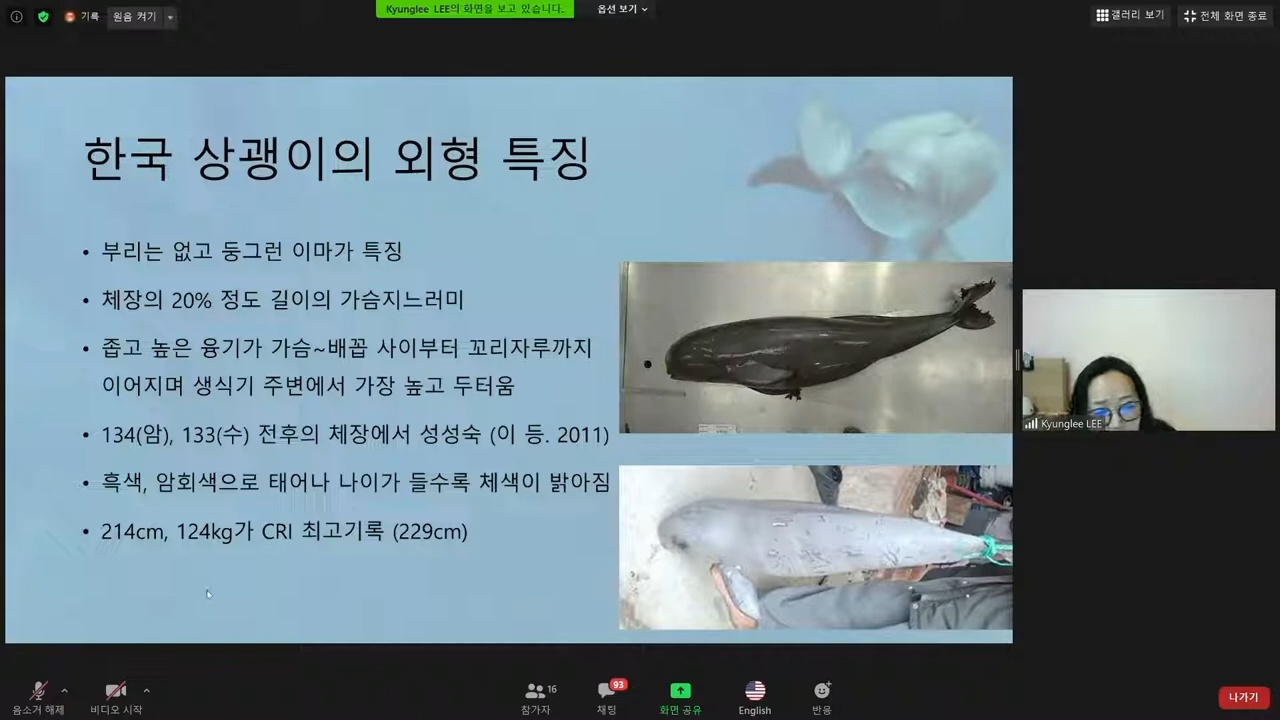 기록
원음 켜기
Kyunglee LEE의 화면을 보고 있습니다.
옵션 보기
갤러리 보기
전체 화면 종료
한국 상괭이의 외형 특징
• 부리는 없고 둥그런 이마가 특징
• 체장의 20% 정도 길이의 가슴지느러미
• 좁고 높은 융기가 가슴~배꼽 사이부터 꼬리자루까지
이어지며 생식기 주변에서 가장 높고 두터움
• 134(암), 133(수) 전후의 체장에서 성성숙 (이 등. 2011)
• 흑색, 암회색으로 태어나 나이가 들수록 체색이 밝아짐
• 214cm, 124kg가 CRI 최고기록 (229cm)
Kyunglee LEE
음소거 해제
비디오 시작
16
참가자
93
채팅
화면 공유
English
반응
나가기